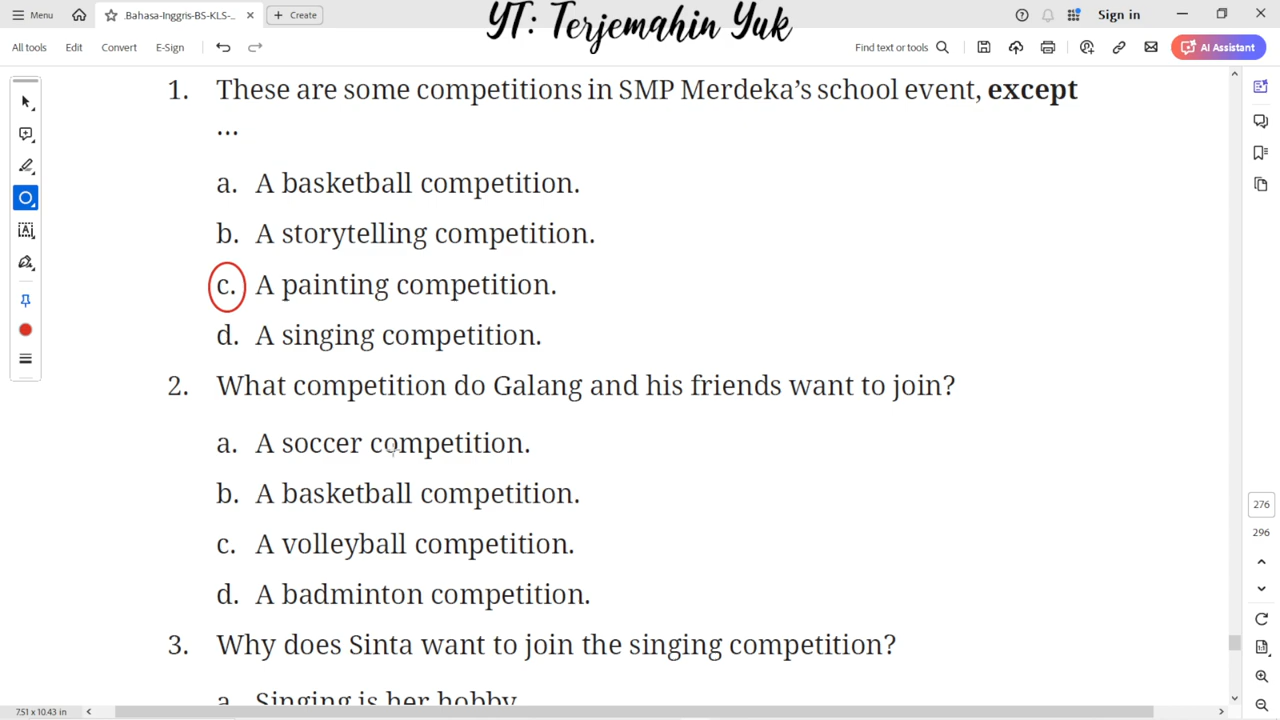 Menu
.Bahasa-Inggris-BS-KLS-...
Create
YT: Terjemahin Yuk
Sign in
All tools
Edit
Convert
E-Sign
Find text or tools
AI Assistant
1. These are some competitions in SMP Merdeka's school event, except
...
a. A basketball competition.
b. A storytelling competition.
c. A painting competition.
d. A singing competition.
2. What competition do Galang and his friends want to join?
a. A soccer competition.
b. A basketball competition.
c. A volleyball competition.
d. A badminton competition.
3. Why does Sinta want to join the singing competition?
a. Singing is her hobby
276
296
7.51 x 10.43 in